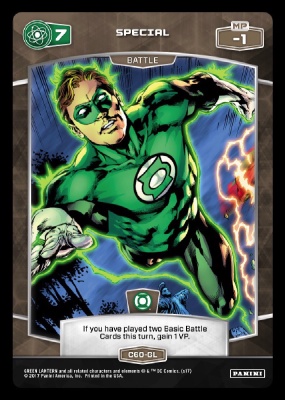 7
SPECIAL
MP
-1
BATTLE
If you have played two Basic Battle
Cards this turn, gain 1 VP.
C60-GL
GREEN LANTERN and all related characters and elements © & ™ DC Comics. (s17)
© 2017 Panini America, Inc. Printed in the USA.
PANINI